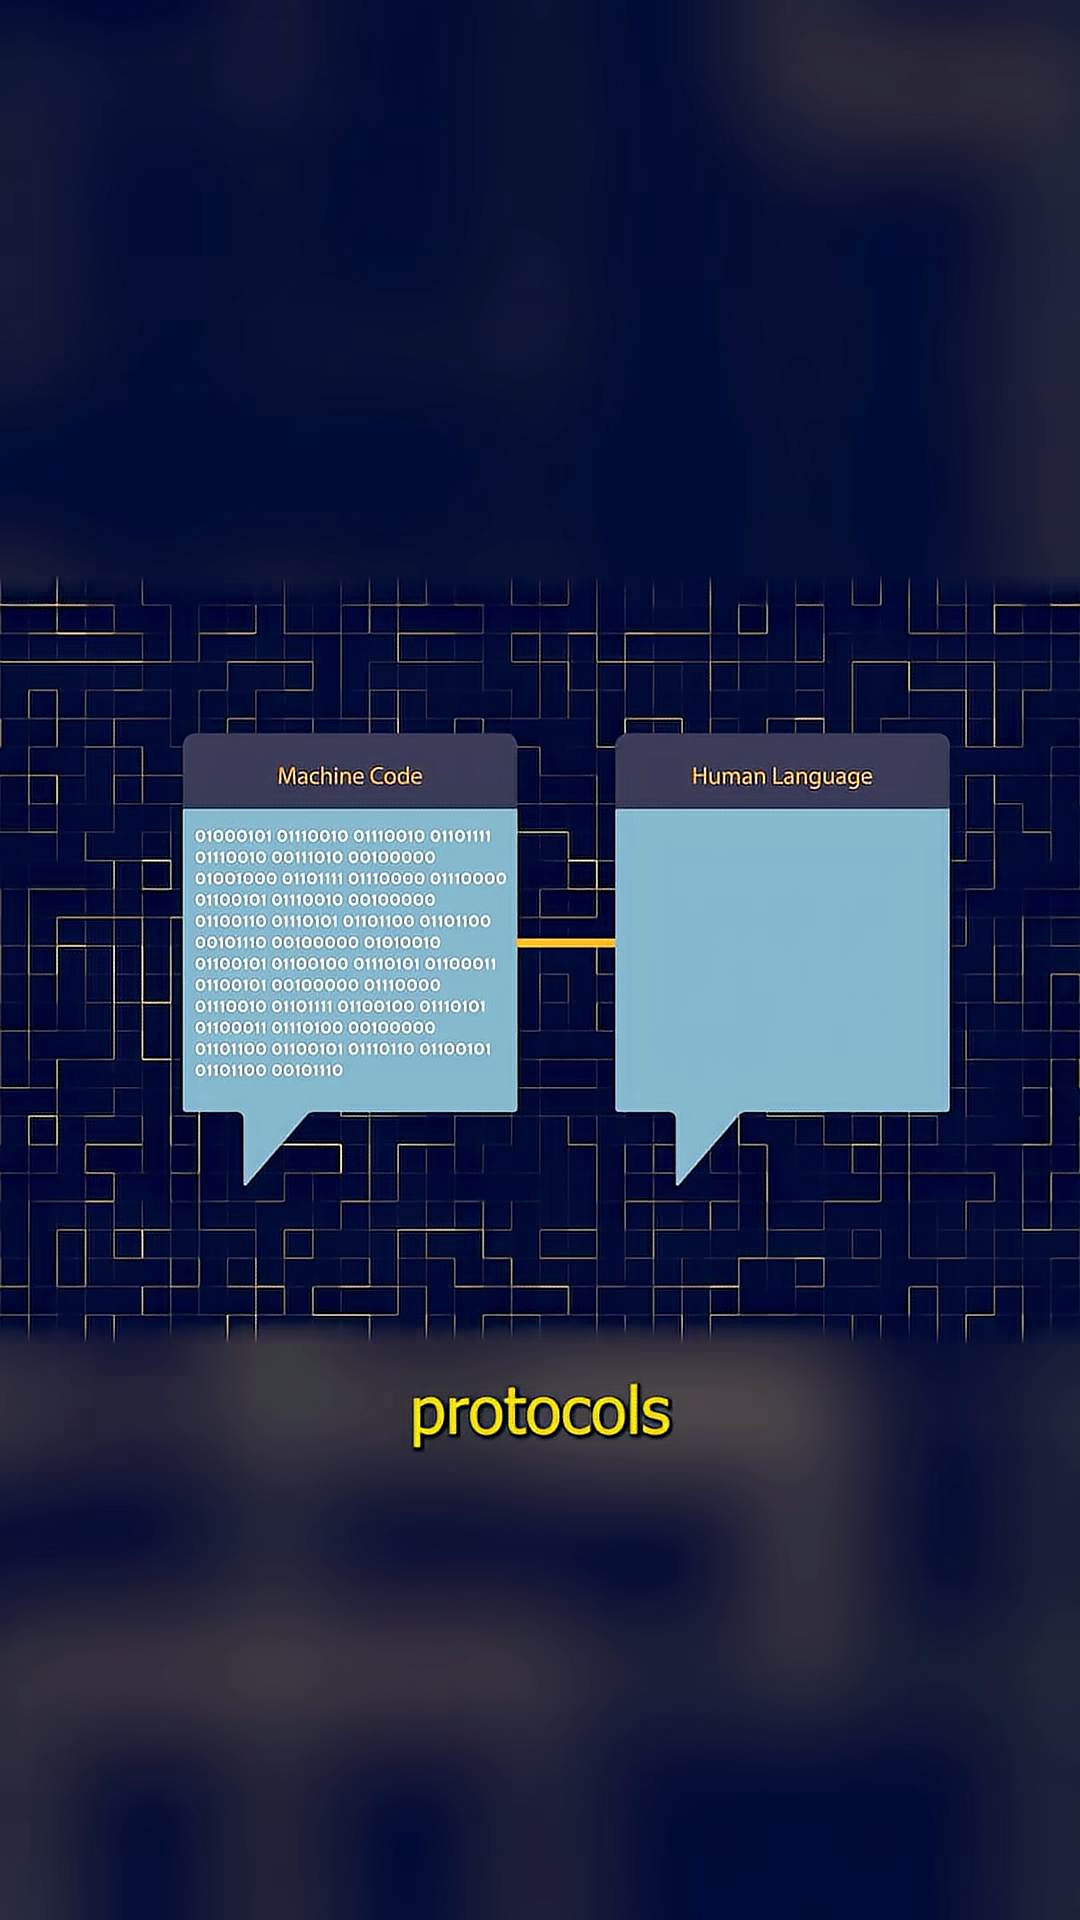 Machine Code
01000101 01110010 01110010 01101111
01110010 00111010 00100000
01001000 01101111 01110000 01110000
01100101 01110010 00100000
01100110 01110101 01101100 01101100
00101110 00100000 01010010
01100101 01100100 01110101 01100011
01100101 00100000 01110000
01110010 01101111 01100100 01110101
01100011 01110100 00100000
01101100 01100101 01110110 01100101
01101100 00101110
Human Language
protocols